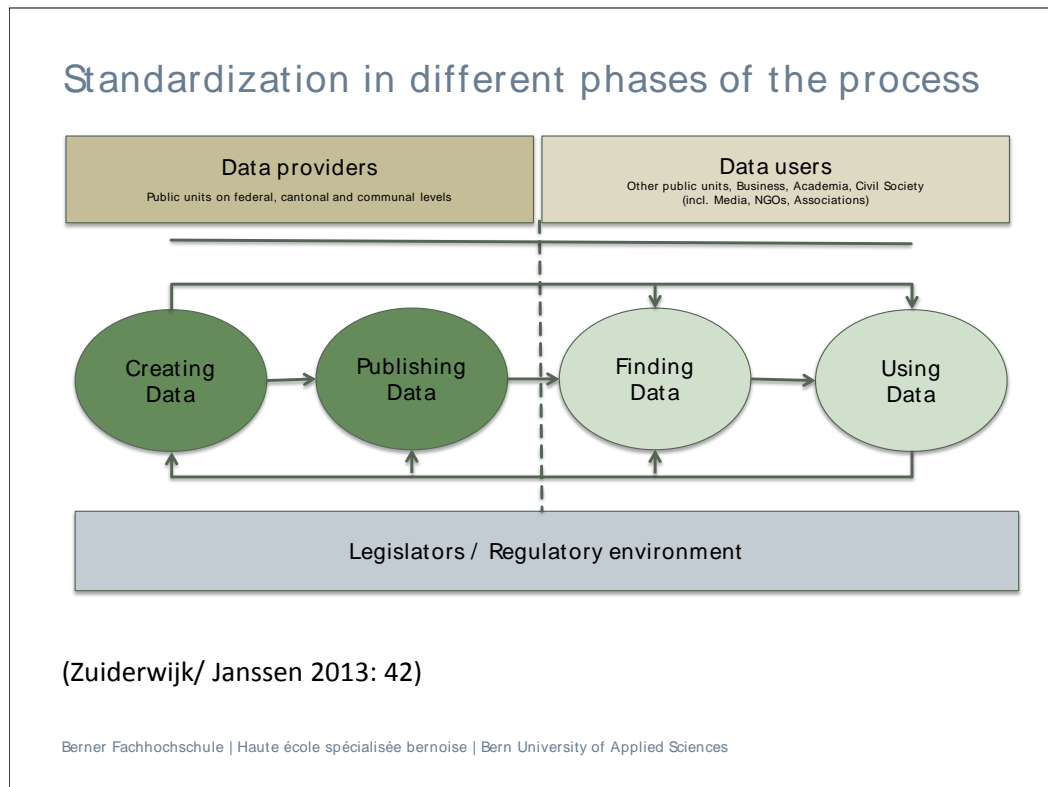 Standardization in different phases of the process
Data providers
Public units on federal, cantonal and communal levels
Data users
Other public units, Business, Academia, Civil Society
(incl. Media, NGOs, Associations)
Creating
Data
Publishing
Data
Finding
Data
Using
Data
Legislators / Regulatory environment
(Zuiderwijk/ Janssen 2013: 42)
Berner Fachhochschule | Haute école spécialisée bernoise | Bern University of Applied Sciences